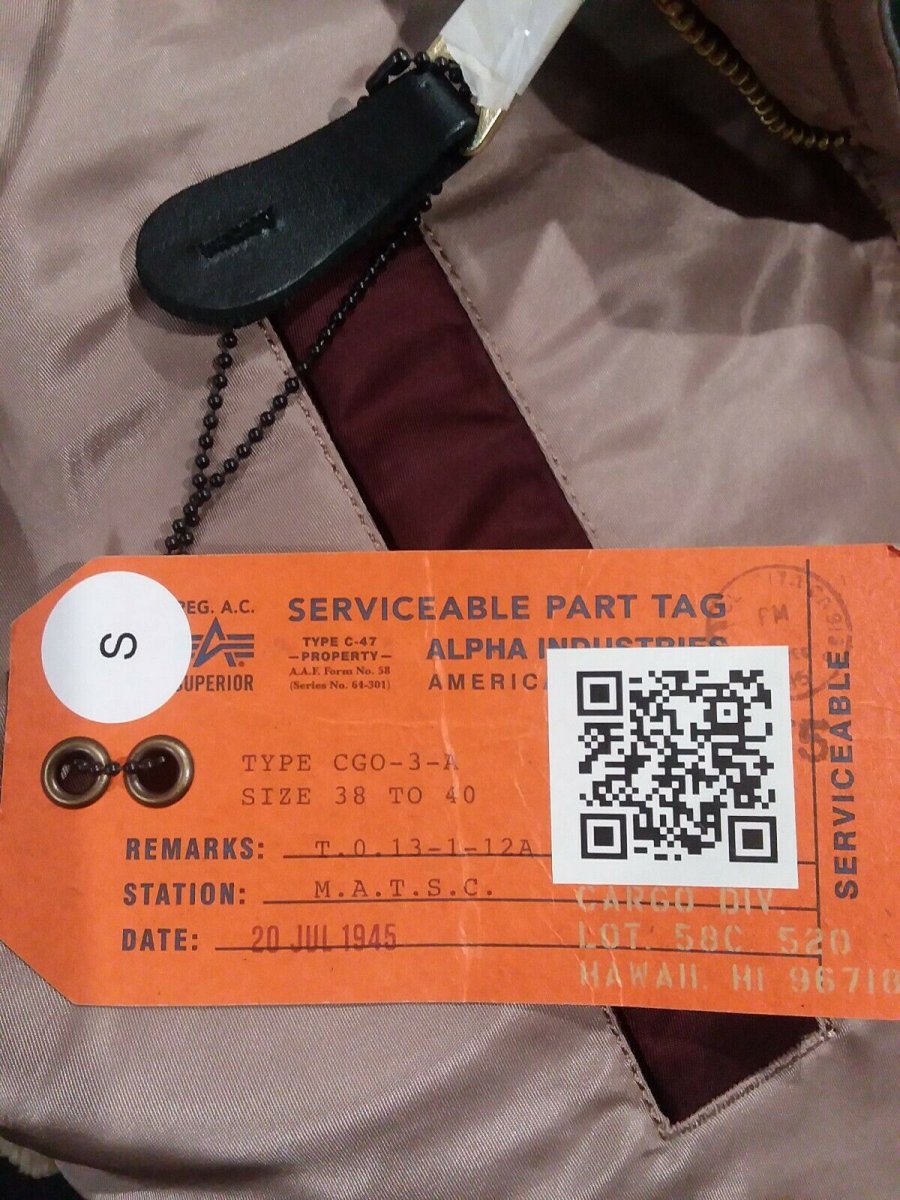 S
REG. A.C.
SUPERIOR
SERVICEABLE PART TAG
TYPE C-47
—PROPERTY—
A.A.F. Form No. 58
(Series No. 64-301)
ALPHA INDUSTRIES
AMERICA
TYPE CGO-3-A
SIZE 38 TO 40
REMARKS: T.O.13-1-12A
STATION: M.A.T.S.C.
DATE: 20 JUL 1945
CARGO DIV.
LOT. 58C 520
HAWAII, HI 96718
SERVICEABLE
PM